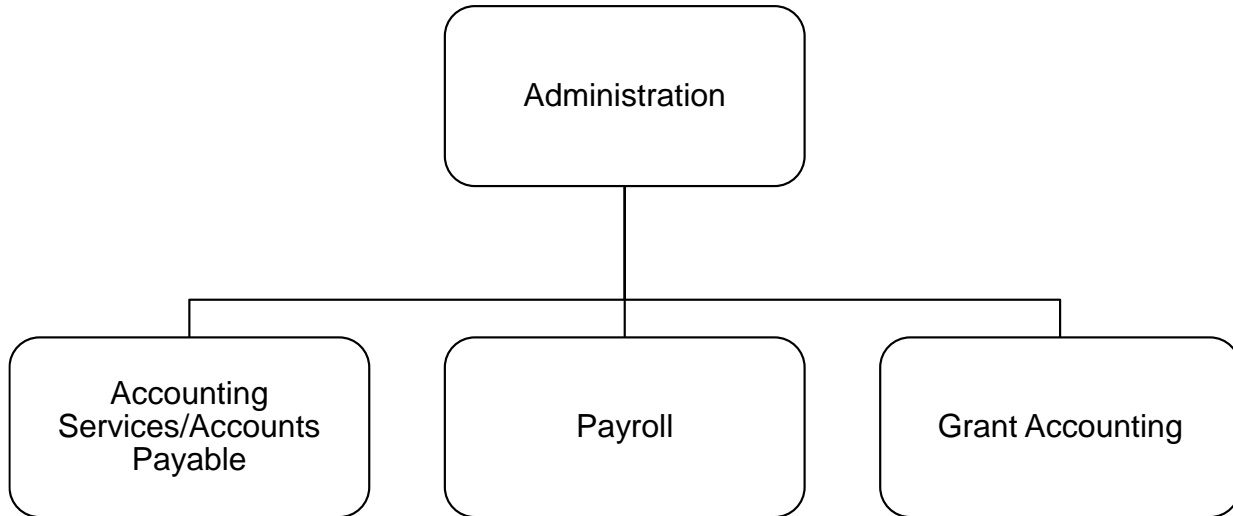 Administration
Accounting
Services/Accounts
Payable
Payroll
Grant Accounting